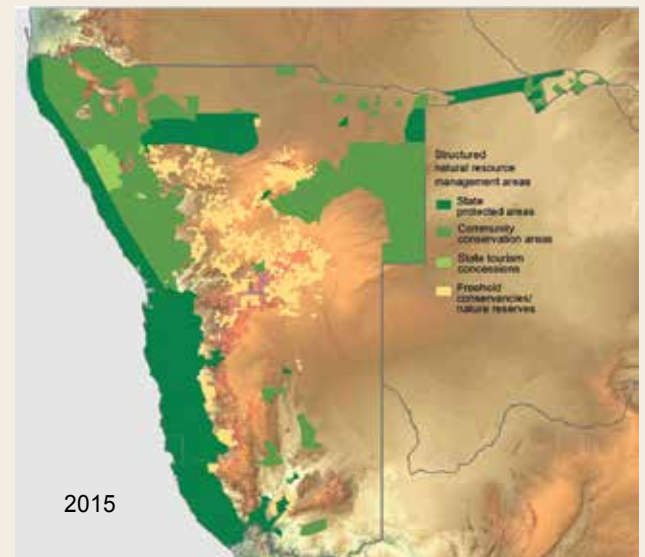 Structured
natural resource
management areas
State
protected areas
Community
conservation areas
State tourism
concessions
Freehold
conservancies/
nature reserves
2015